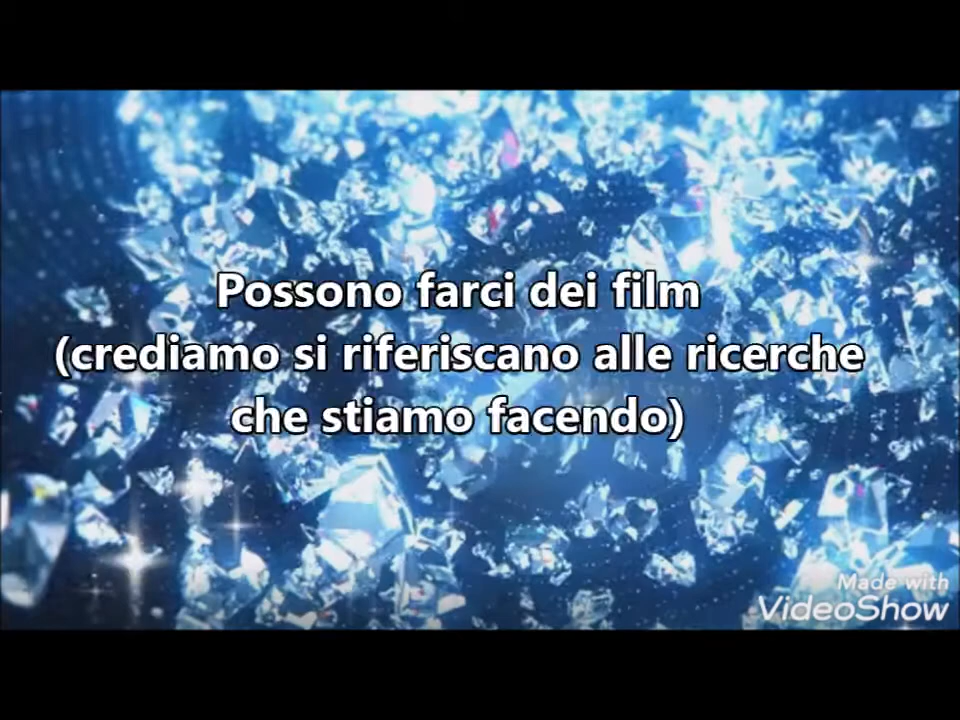 Possono farci dei film
(crediamo si riferiscano alle ricerche
che stiamo facendo)
Made with
VideoShow